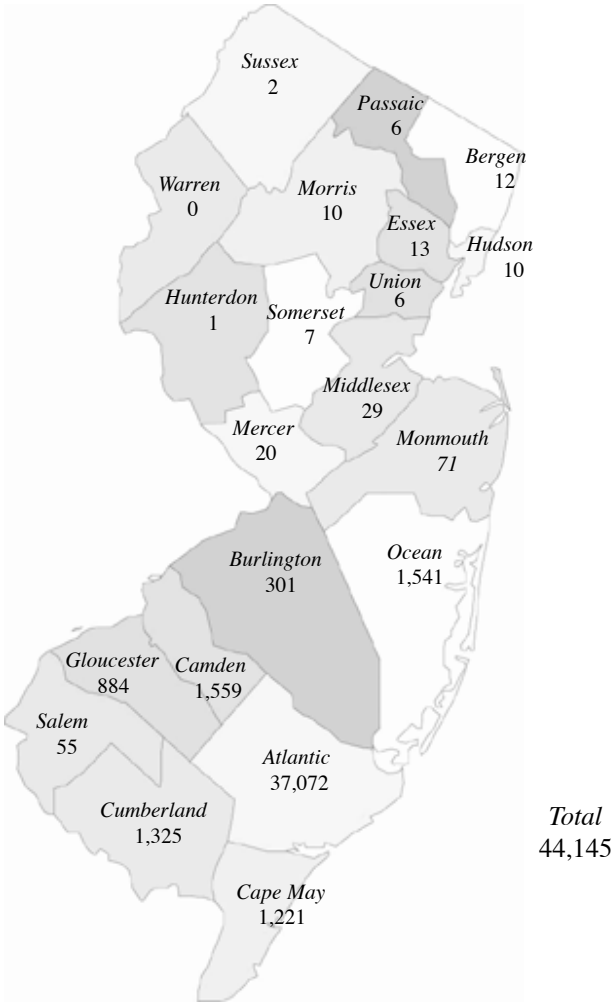 Sussex
2
Passaic
6
Bergen
12
Warren
0
Morris
10
Essex
13
Hudson
10
Union
6
Hunterdon
1
Somerset
7
Middlesex
29
Mercer
20
Monmouth
71
Ocean
1,541
Burlington
301
Gloucester
884
Camden
1,559
Salem
55
Atlantic
37,072
Cumberland
1,325
Cape May
1,221
Total
44,145